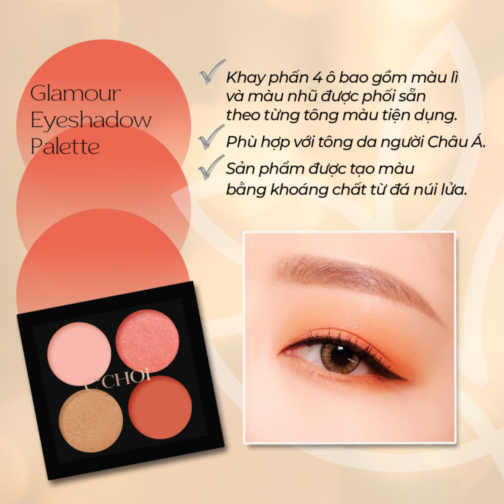 Glamour
Eyeshadow
Palette
Khay phấn 4 ô bao gồm màu lì
và màu nhũ được phối sẵn
theo từng tông màu tiện dụng.
Phù hợp với tông da người Châu Á.
Sản phẩm được tạo màu
bằng khoáng chất từ đá núi lửa.
CHOI